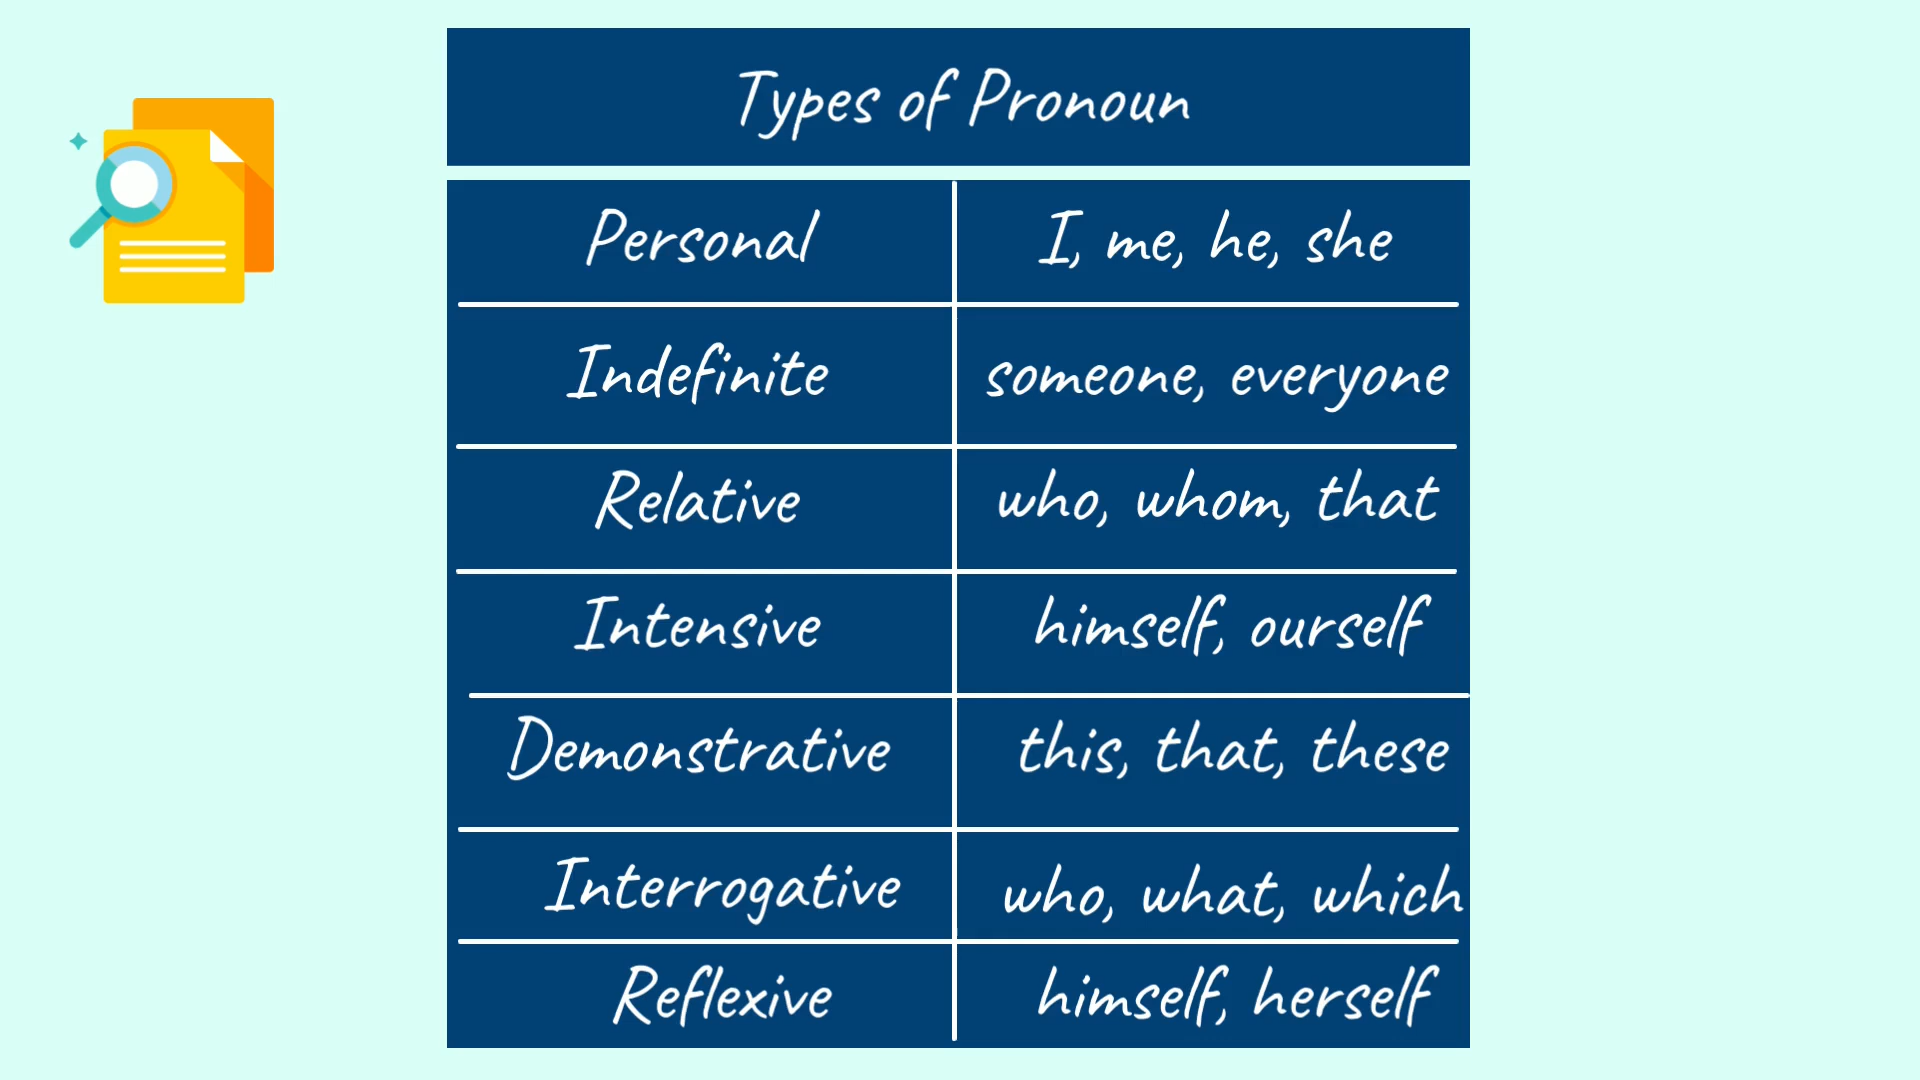 Types of Pronoun
Personal I, me, he, she
Indefinite someone, everyone
Relative who, whom, that
Intensive himself, ourself
Demonstrative this, that, these
Interrogative who, what, which
Reflexive himself, herself